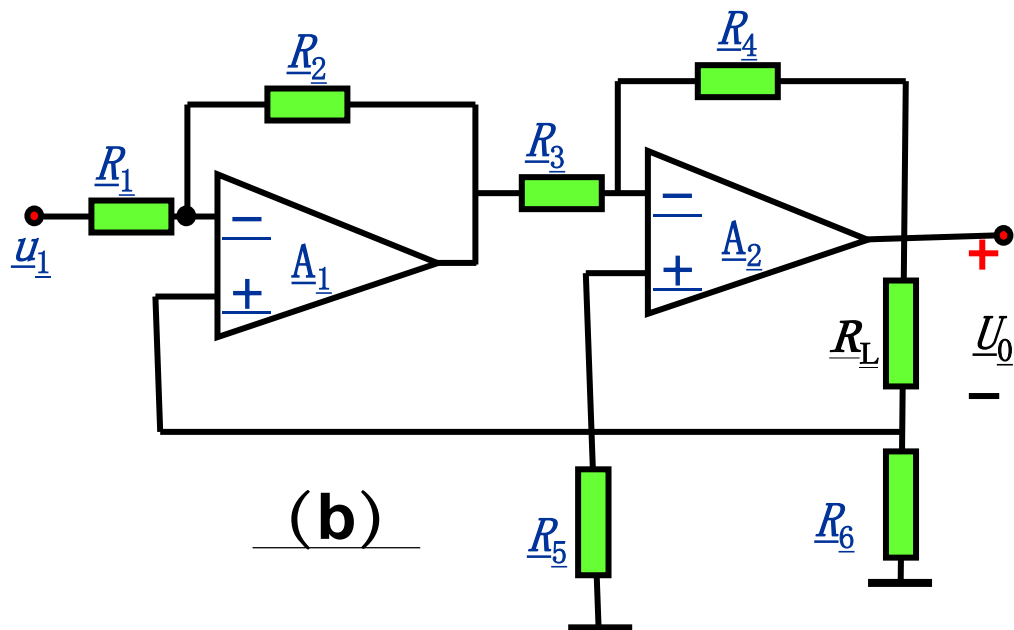 R4
R2
R3
R1
−
−
u1
A1
A2
+
+
+
RL
U0
−
(b)
R5
R6